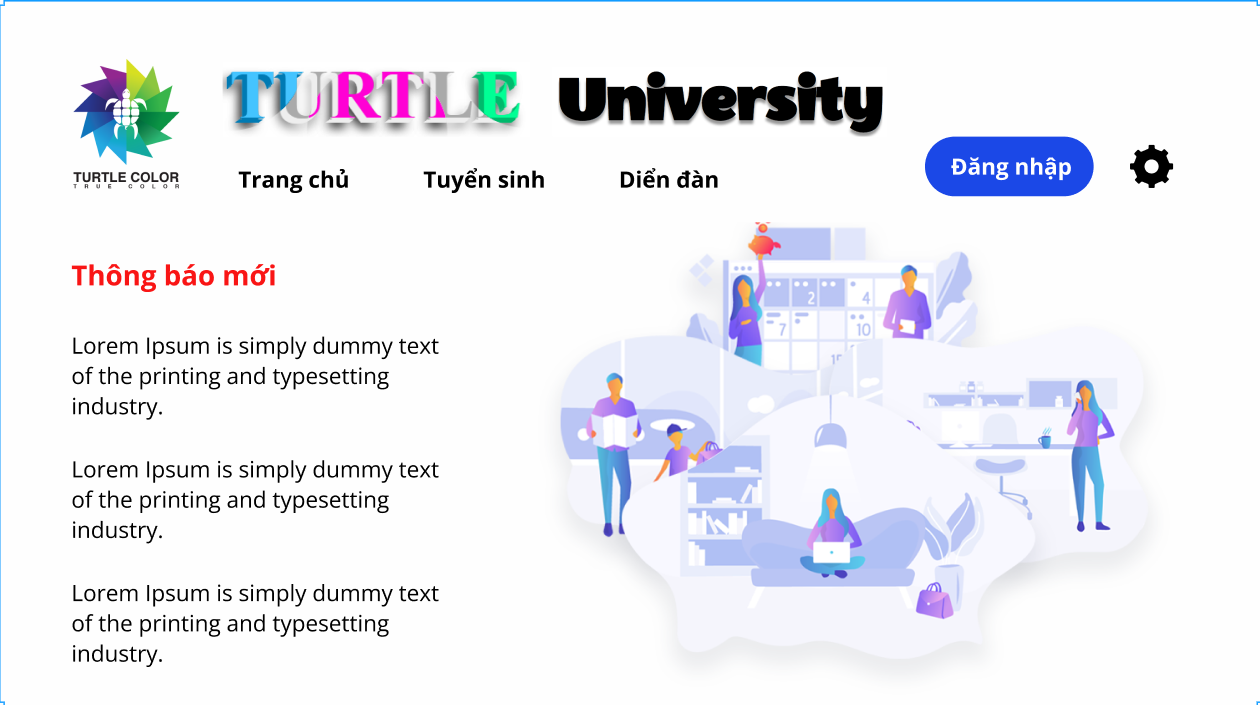 TURTLE University
TURTLE COLOR
TRUE COLOR
Trang chủ
Tuyển sinh
Diển đàn
Đăng nhập
Thông báo mới
Lorem Ipsum is simply dummy text
of the printing and typesetting
industry.
Lorem Ipsum is simply dummy text
of the printing and typesetting
industry.
Lorem Ipsum is simply dummy text
of the printing and typesetting
industry.
2
4
7
10